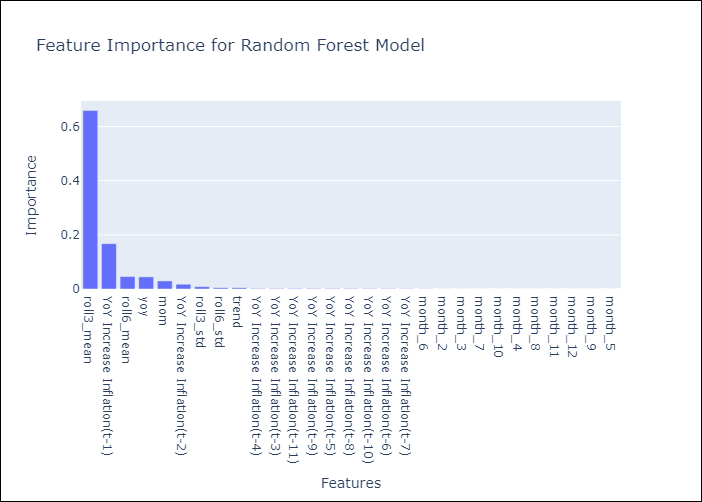 Feature Importance for Random Forest Model
Importance
0.6
0.4
0.2
0
roll3_mean
YoY Increase Inflation(t-1)
roll6_mean
yoy
mom
YoY Increase Inflation(t-2)
roll3_std
roll6_std
trend
YoY Increase Inflation(t-4)
YoY Increase Inflation(t-3)
YoY Increase Inflation(t-11)
YoY Increase Inflation(t-9)
YoY Increase Inflation(t-5)
YoY Increase Inflation(t-8)
YoY Increase Inflation(t-10)
YoY Increase Inflation(t-6)
YoY Increase Inflation(t-7)
month_6
month_2
month_3
month_7
month_10
month_4
month_8
month_11
month_12
month_9
month_5
Features